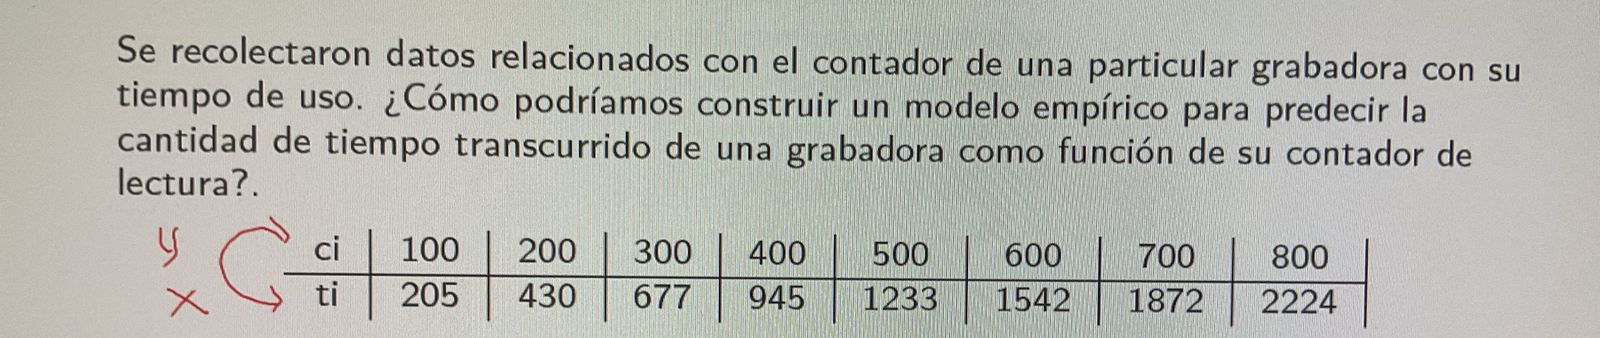 Se recolectaron datos relacionados con el contador de una particular grabadora con su
tiempo de uso. ¿Cómo podríamos construir un modelo empírico para predecir la
cantidad de tiempo transcurrido de una grabadora como función de su contador de
lectura?.
y ci 100 200 300 400 500 600 700 800
x ti 205 430 677 945 1233 1542 1872 2224